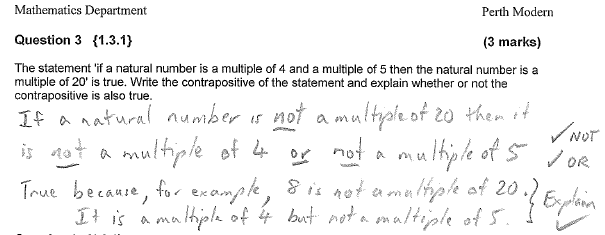 Mathematics Department Perth Modern
Question 3 {1.3.1} (3 marks)
The statement 'if a natural number is a multiple of 4 and a multiple of 5 then the natural number is a
multiple of 20' is true. Write the contrapositive of the statement and explain whether or not the
contrapositive is also true.
If a natural number is not a multiple of 20 then it
is not a multiple of 4 or not a multiple of 5 ✓ NOT
✓ OR
True because, for example, 8 is not a multiple of 20.
It is a multiple of 4 but not a multiple of 5. } Explain ✓